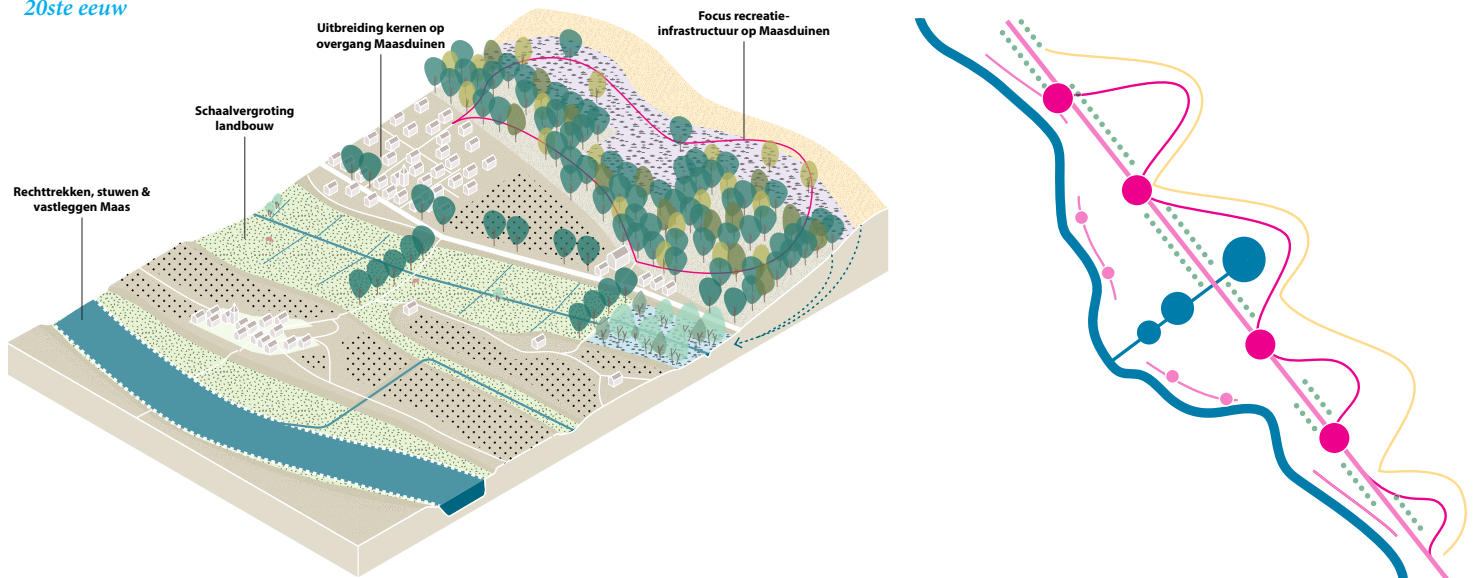 20ste eeuw
Uitbreiding kernen op
overgang Maasduinen
Focus recreatie-
infrastructuur op Maasduinen
Schaalvergroting
landbouw
Rechttrekken, stuwen &
vastleggen Maas